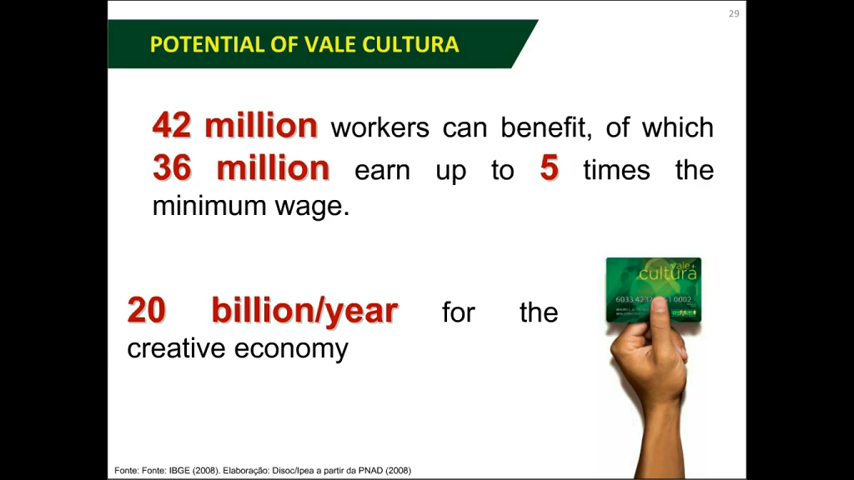 29
POTENTIAL OF VALE CULTURA
42 million workers can benefit, of which
36 million earn up to 5 times the
minimum wage.
vale+
cultura
20 billion/year for the
creative economy
Fonte: Fonte: IBGE (2008). Elaboração: Disoc/Ipea a partir da PNAD (2008)